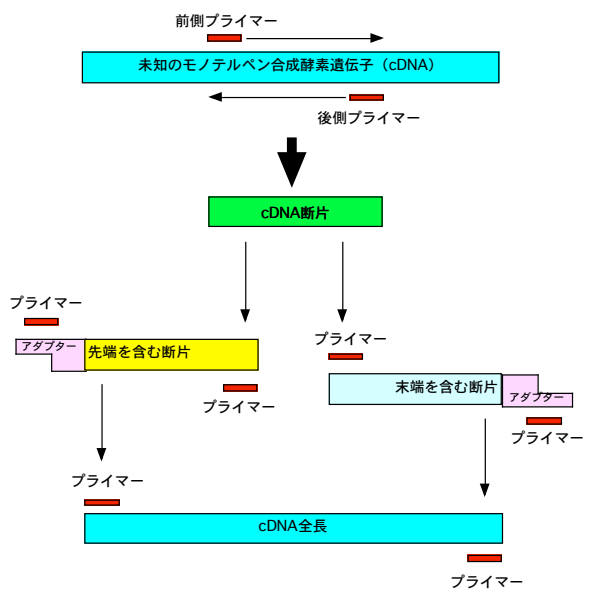 前側プライマー
未知のモノテルペン合成酵素遺伝子（cDNA）
後側プライマー
cDNA断片
プライマー
アダプター
先端を含む断片
プライマー
プライマー
末端を含む断片
アダプター
プライマー
プライマー
cDNA全長
プライマー